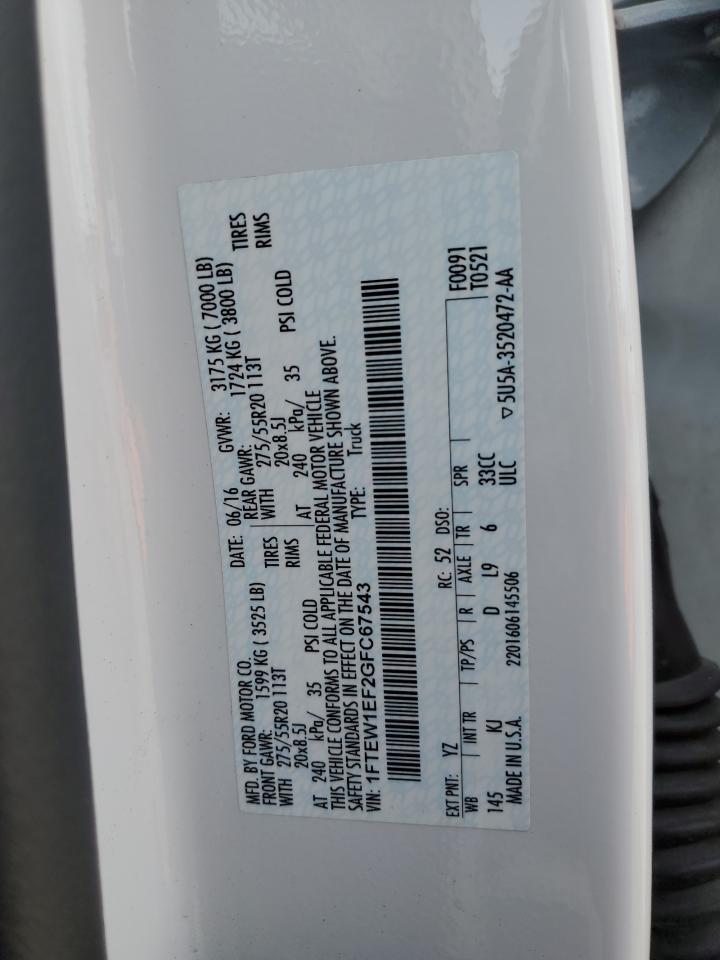 MFD. BY FORD MOTOR CO. DATE: 06/16 GVWR: 3175 KG ( 7000 LB)
FRONT GAWR: 1599 KG ( 3525 LB) REAR GAWR: 1724 KG ( 3800 LB)
WITH 275/55R20 113T TIRES WITH 275/55R20 113T TIRES
20x8.5J RIMS 20x8.5J RIMS
AT 240 kPa/ 35 PSI COLD AT 240 kPa/ 35 PSI COLD
THIS VEHICLE CONFORMS TO ALL APPLICABLE FEDERAL MOTOR VEHICLE
SAFETY STANDARDS IN EFFECT ON THE DATE OF MANUFACTURE SHOWN ABOVE.
VIN: 1FTEW1EF2GFC67543 TYPE: Truck
F0091
T0521
EXT PNT: YZ RC: 52 DSO:
WB INT TR TP/PS R AXLE TR SPR
145 KJ D L9 6 33CC
ULC
MADE IN U.S.A. 2201606145506 ▽5U5A-3520472-AA